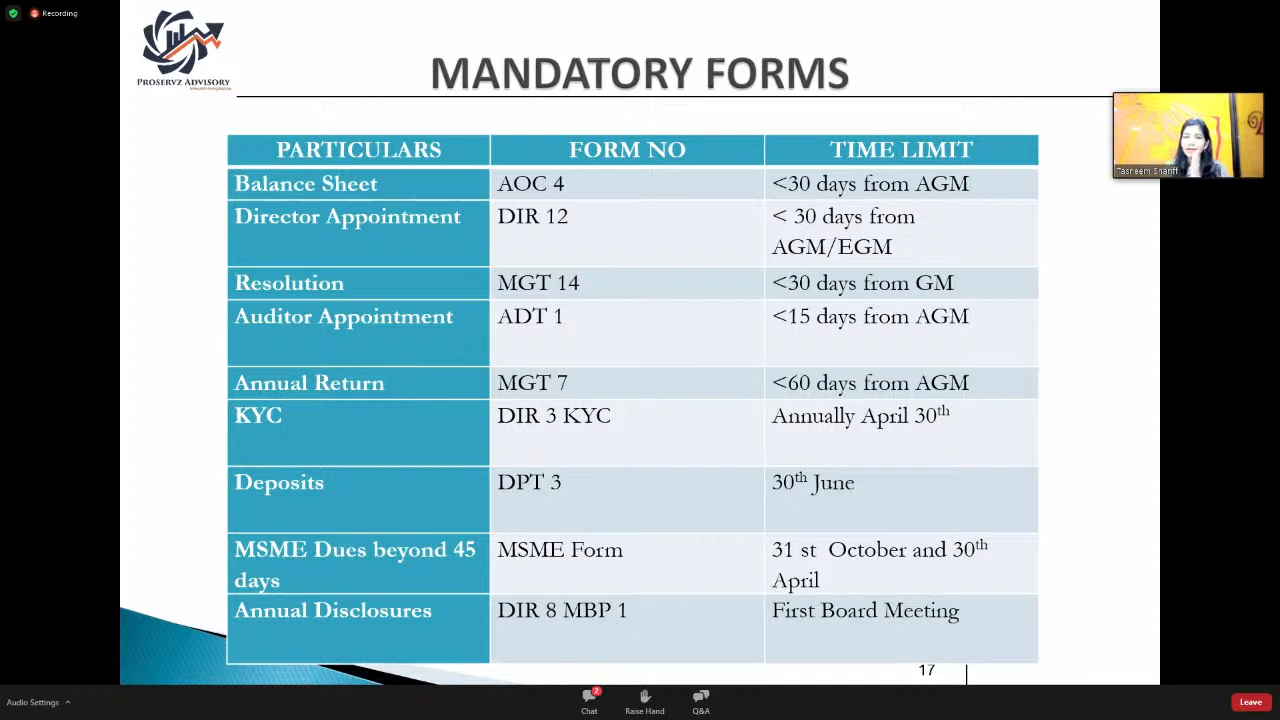 Recording
PROSERVZ ADVISORY
MANDATORY FORMS
PARTICULARS FORM NO TIME LIMIT
Balance Sheet AOC 4 <30 days from AGM
Director Appointment DIR 12 < 30 days from
AGM/EGM
Resolution MGT 14 <30 days from GM
Auditor Appointment ADT 1 <15 days from AGM
Annual Return MGT 7 <60 days from AGM
KYC DIR 3 KYC Annually April 30th
Deposits DPT 3 30th June
MSME Dues beyond 45 MSME Form 31 st October and 30th
days April
Annual Disclosures DIR 8 MBP 1 First Board Meeting
17
Tasneem Shariff
Audio Settings
2
Chat Raise Hand Q&A
Leave